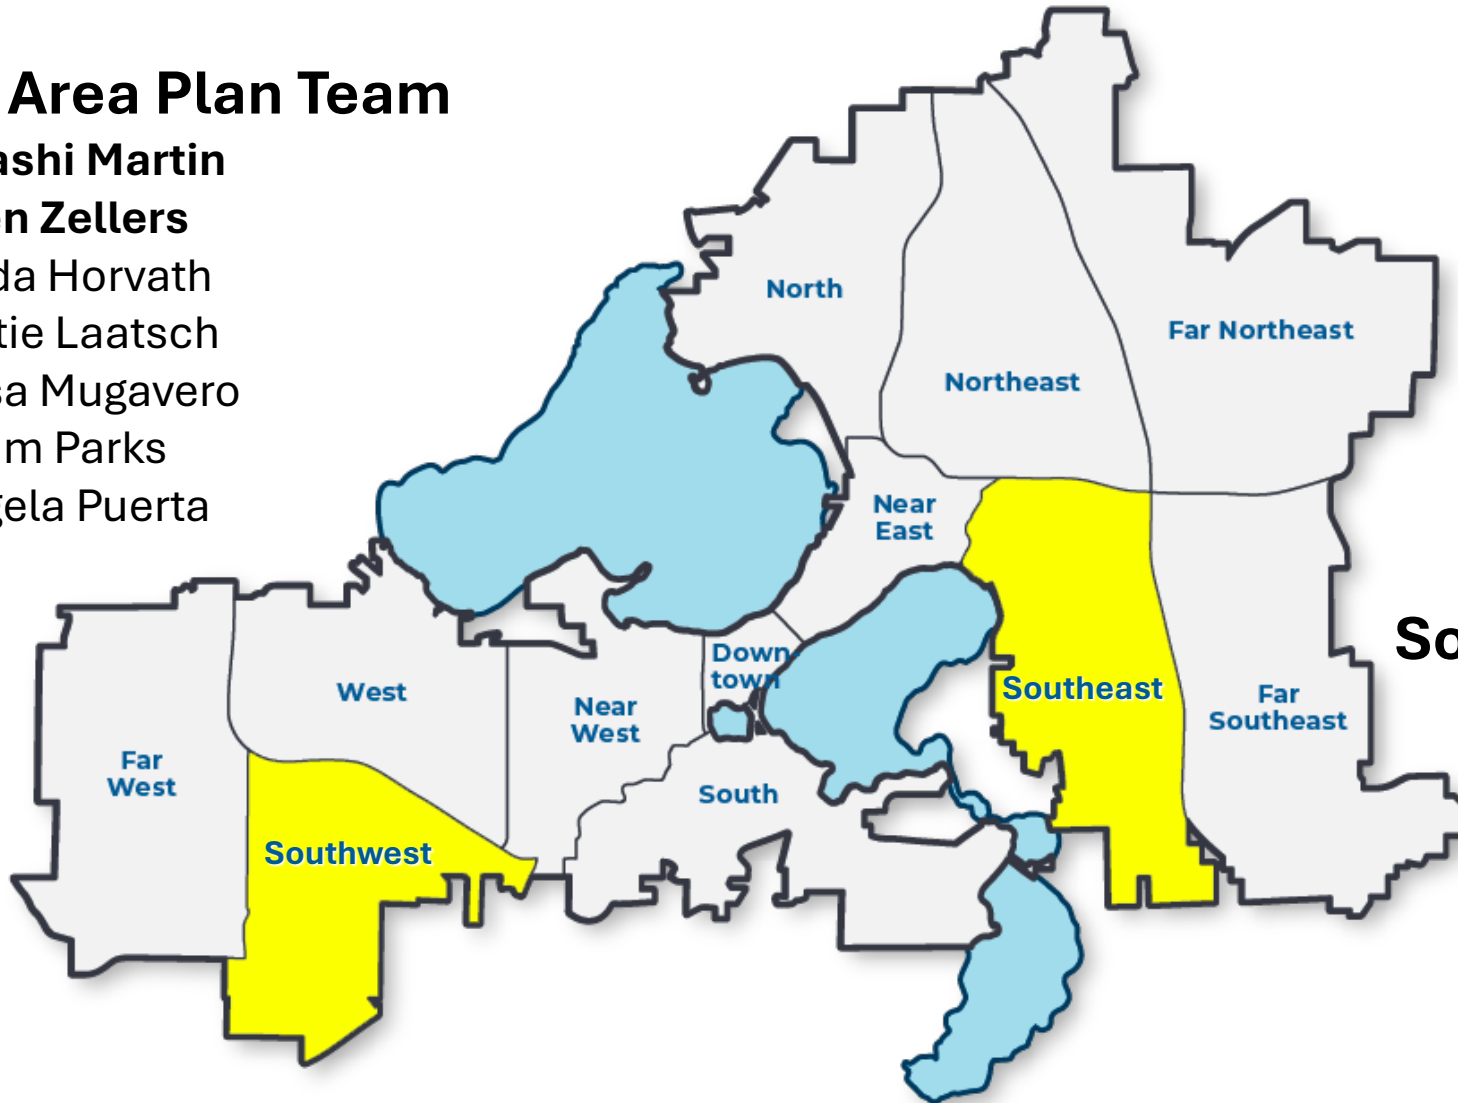 Area Plan Team
ashi Martin
en Zellers
da Horvath
tie Laatsch
sa Mugavero
m Parks
gela Puerta
North
Far Northeast
Northeast
Near
East
Down
town
So
Southeast
West
Near
West
Far
Southeast
Far
West
South
Southwest